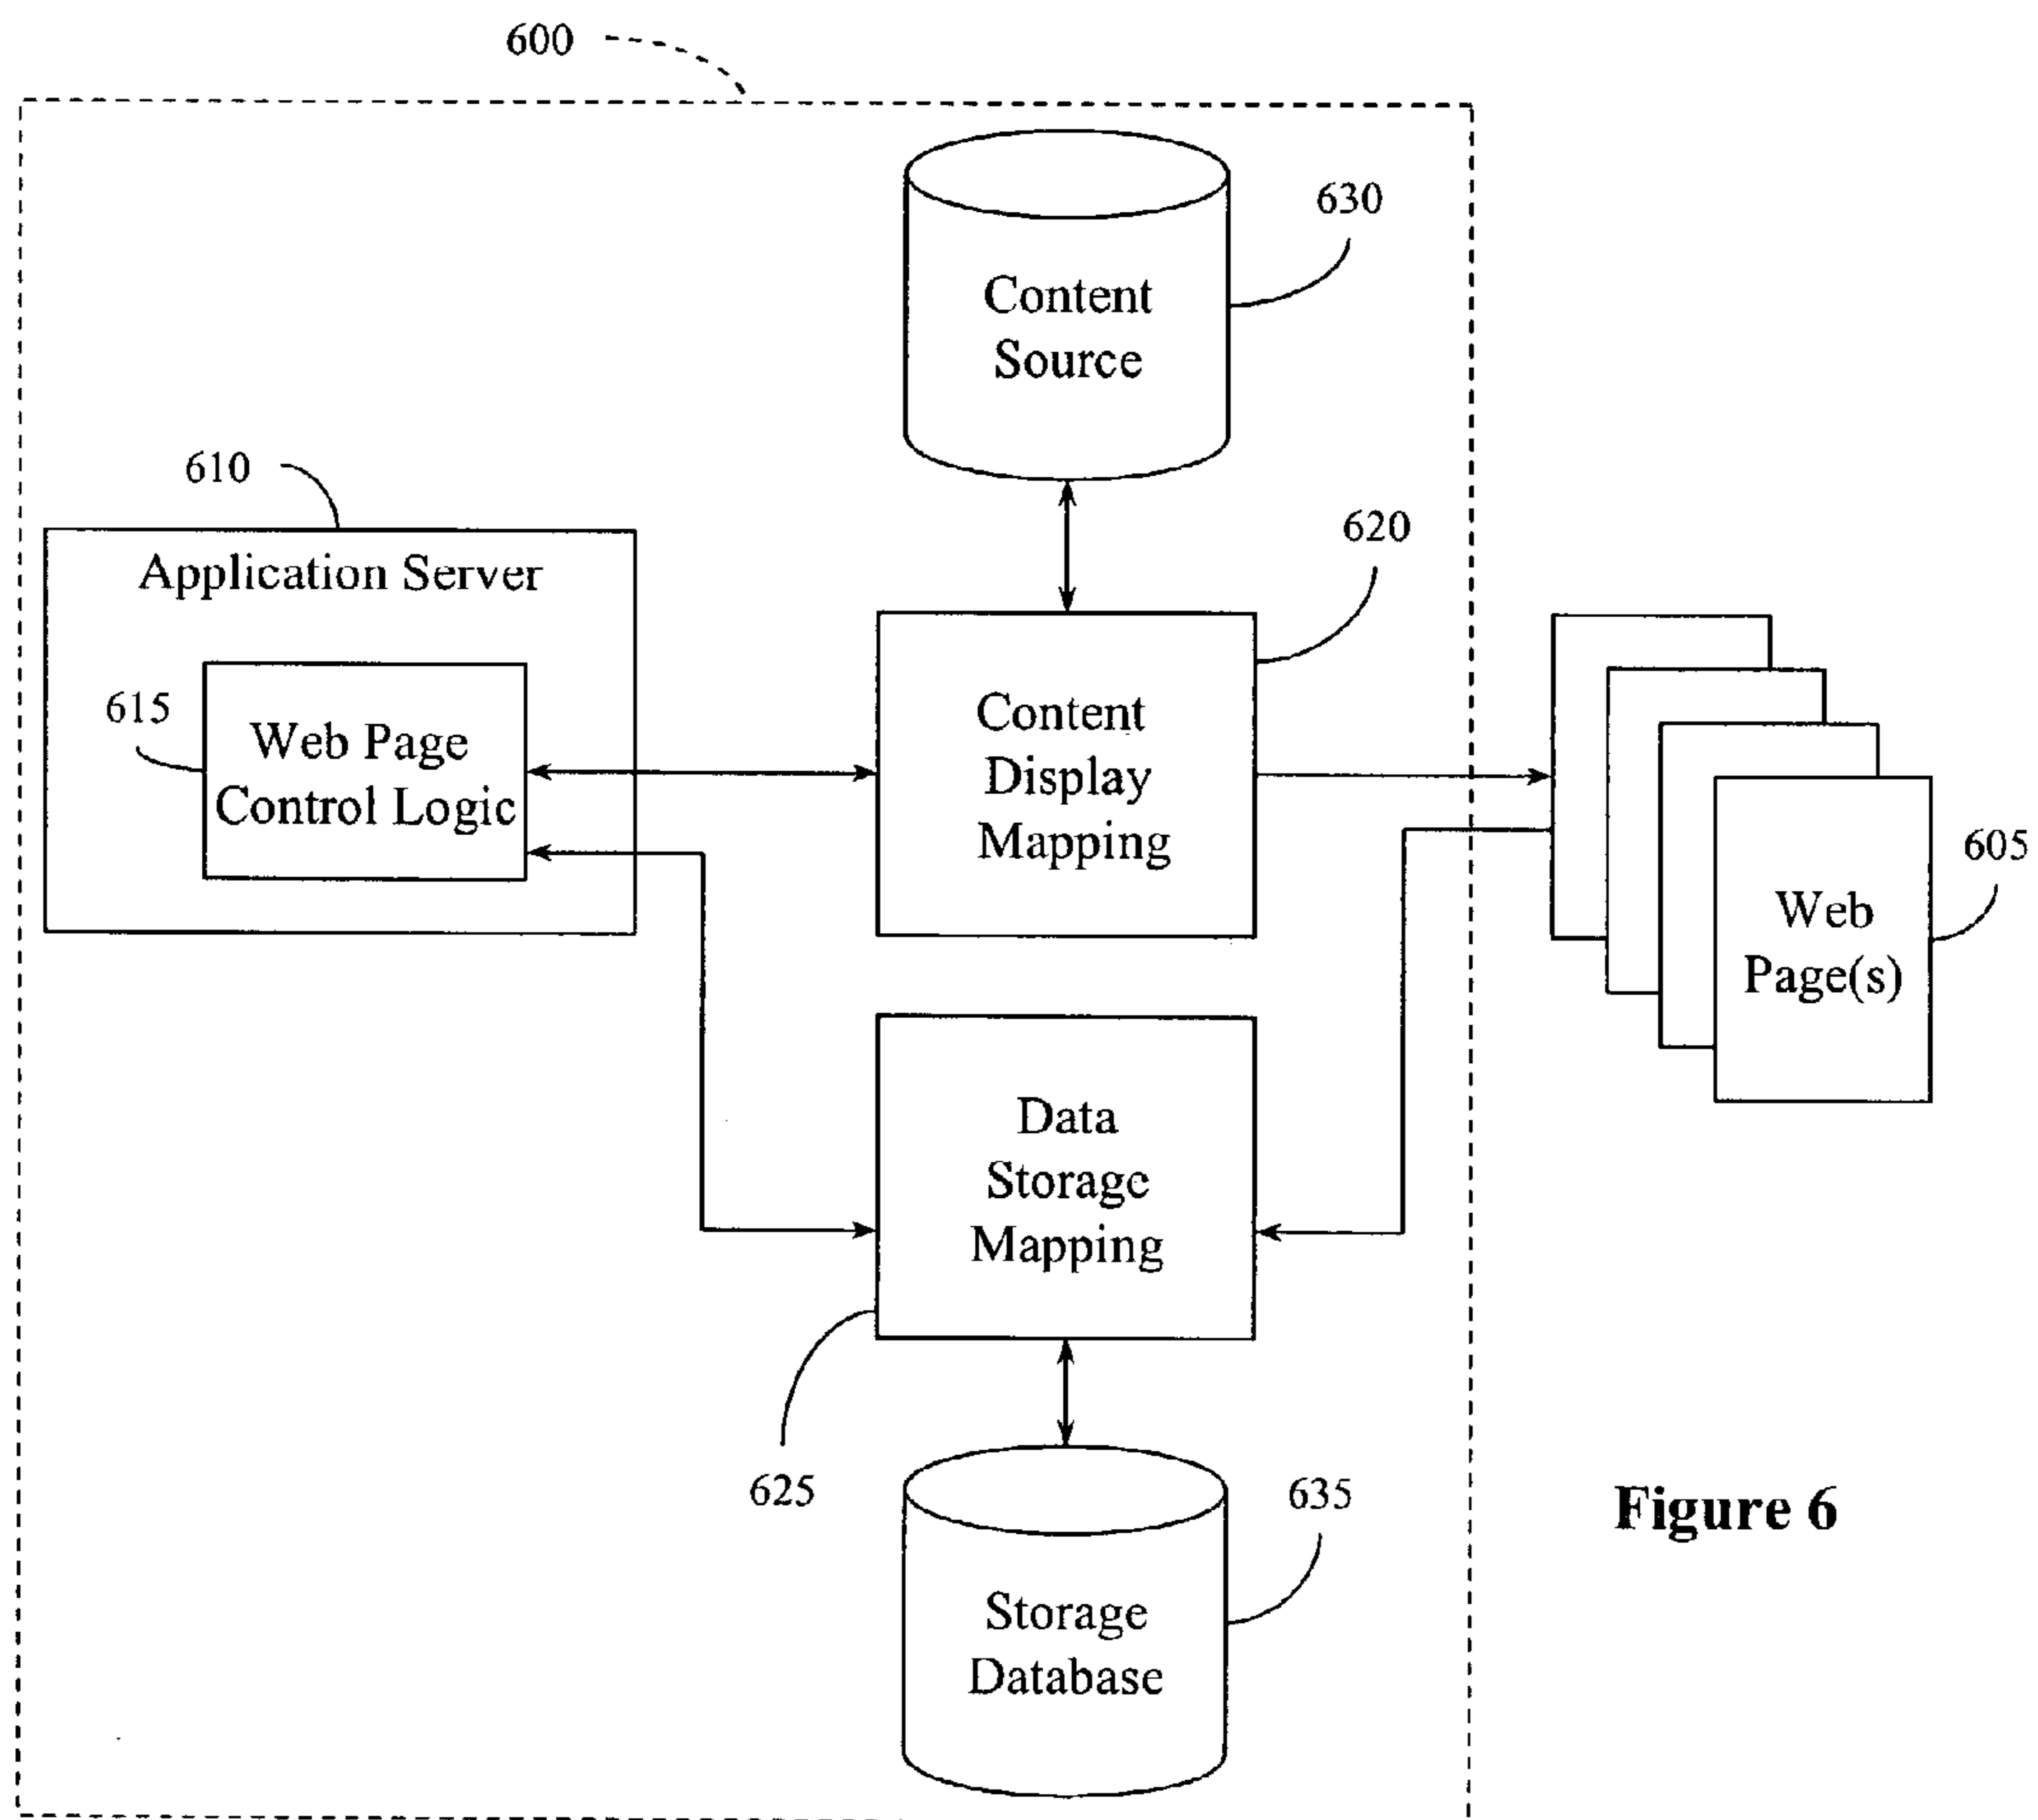 600
630
Content
Source
610
620
Application Server
615
Web Page
Control Logic
Content
Display
Mapping
605
Web
Page(s)
Data
Storage
Mapping
625
635
Storage
Database
Figure 6